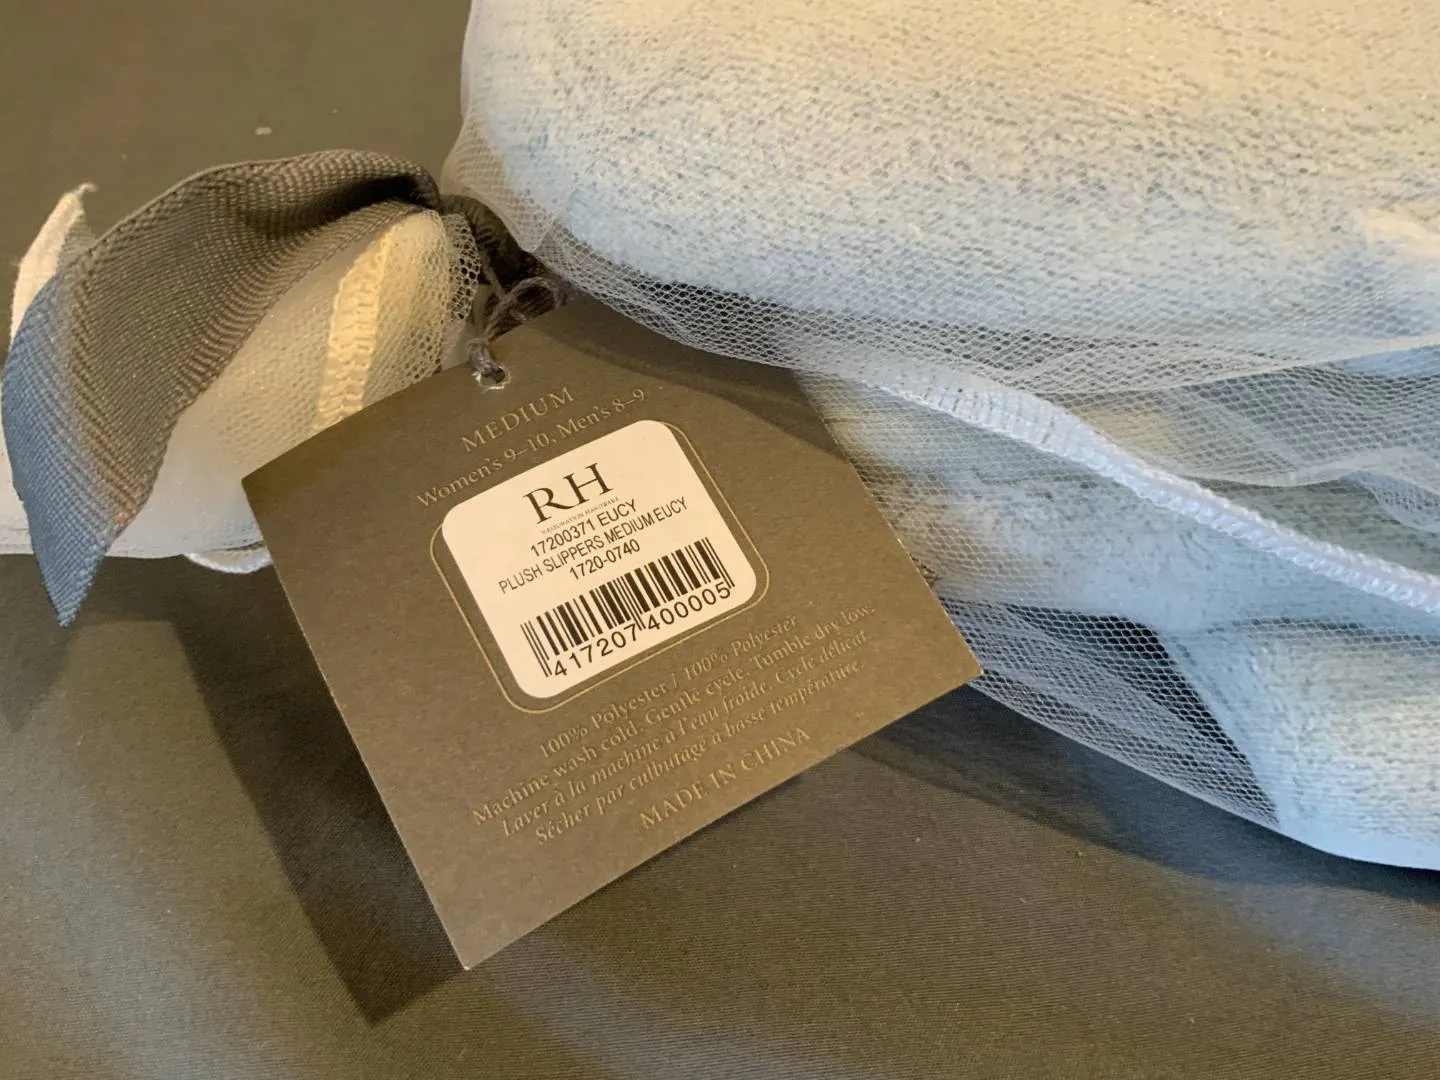 MEDIUM
Women's 9–10, Men's 8–9
RH
RESTORATION HARDWARE
17200371 EUCY
PLUSH SLIPPERS MEDIUM EUCY
1720-0740
417207400005
100% Polyester / 100% Polyester
Machine wash cold. Gentle cycle. Tumble dry low.
Laver à la machine à l'eau froide. Cycle délicat.
Sécher par culbutage à basse température.
MADE IN CHINA